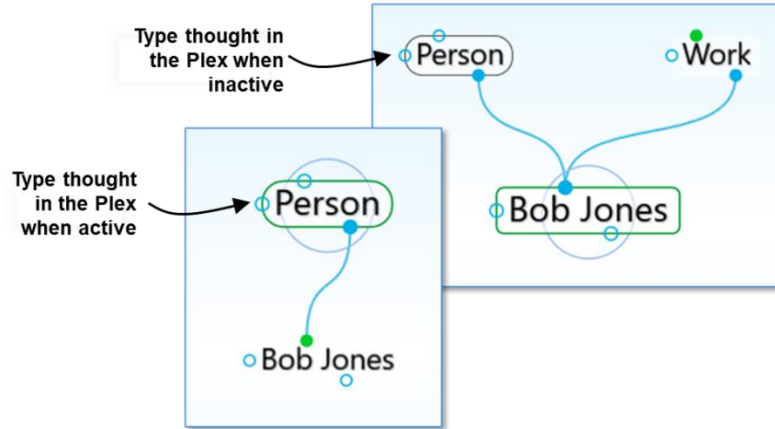 Type thought in
the Plex when
inactive
Person
Work
Bob Jones
Type thought
in the Plex
when active
Person
Bob Jones